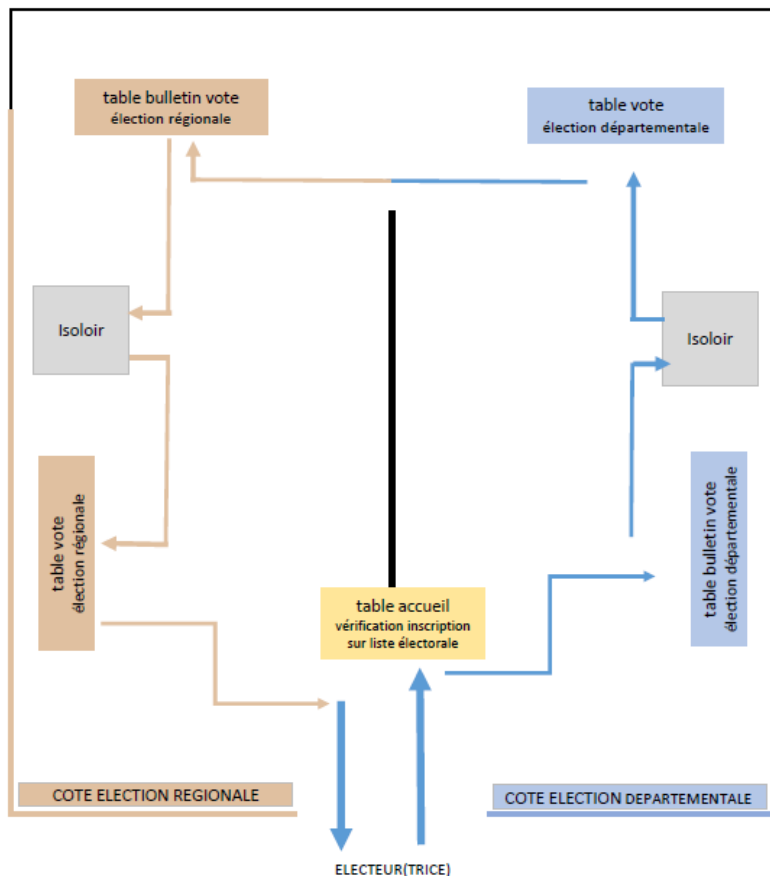 table bulletin vote
élection régionale
table vote
élection départementale
Isoloir
Isoloir
table vote
élection régionale
table bulletin vote
élection départementale
table accueil
vérification inscription
sur liste électorale
COTE ELECTION REGIONALE
COTE ELECTION DEPARTEMENTALE
ELECTEUR(TRICE)